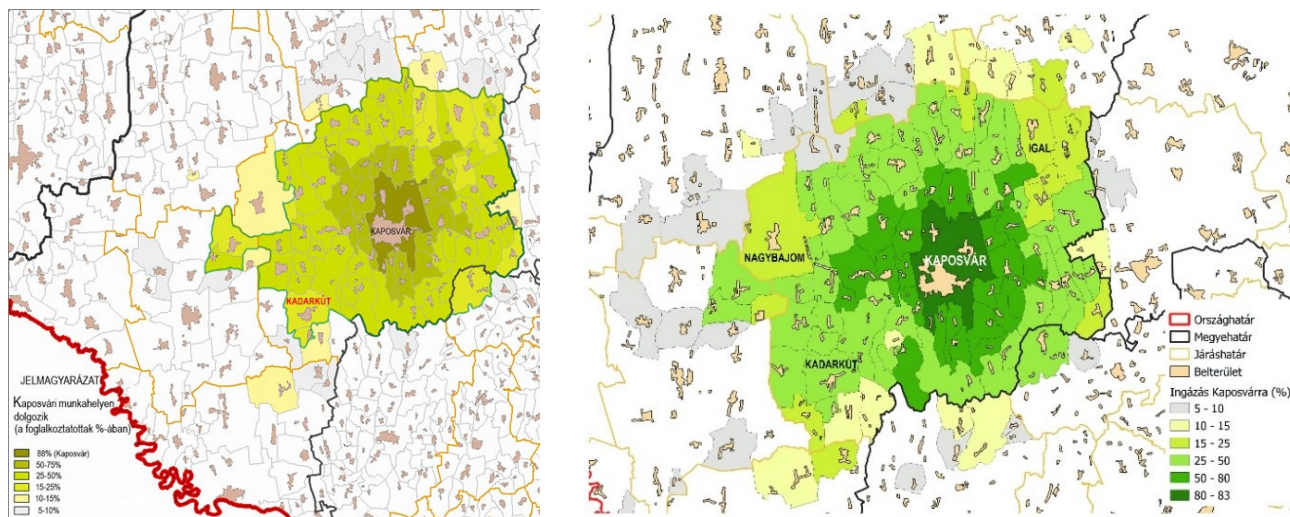 KAPOSVÁR
KADARKÚT
JELMAGYARÁZAT
Kaposvári munkahelyen
dolgozik
(a foglalkoztatottak %-ában)
88% (Kaposvár)
50-75%
25-50%
15-25%
10-15%
5-10%
IGAL
NAGYBAJOM
KAPOSVÁR
KADARKÚT
Országhatár
Megyehatár
Járáshatár
Belterület
Ingázás Kaposvárra (%)
5 - 10
10 - 15
15 - 25
25 - 50
50 - 80
80 - 83